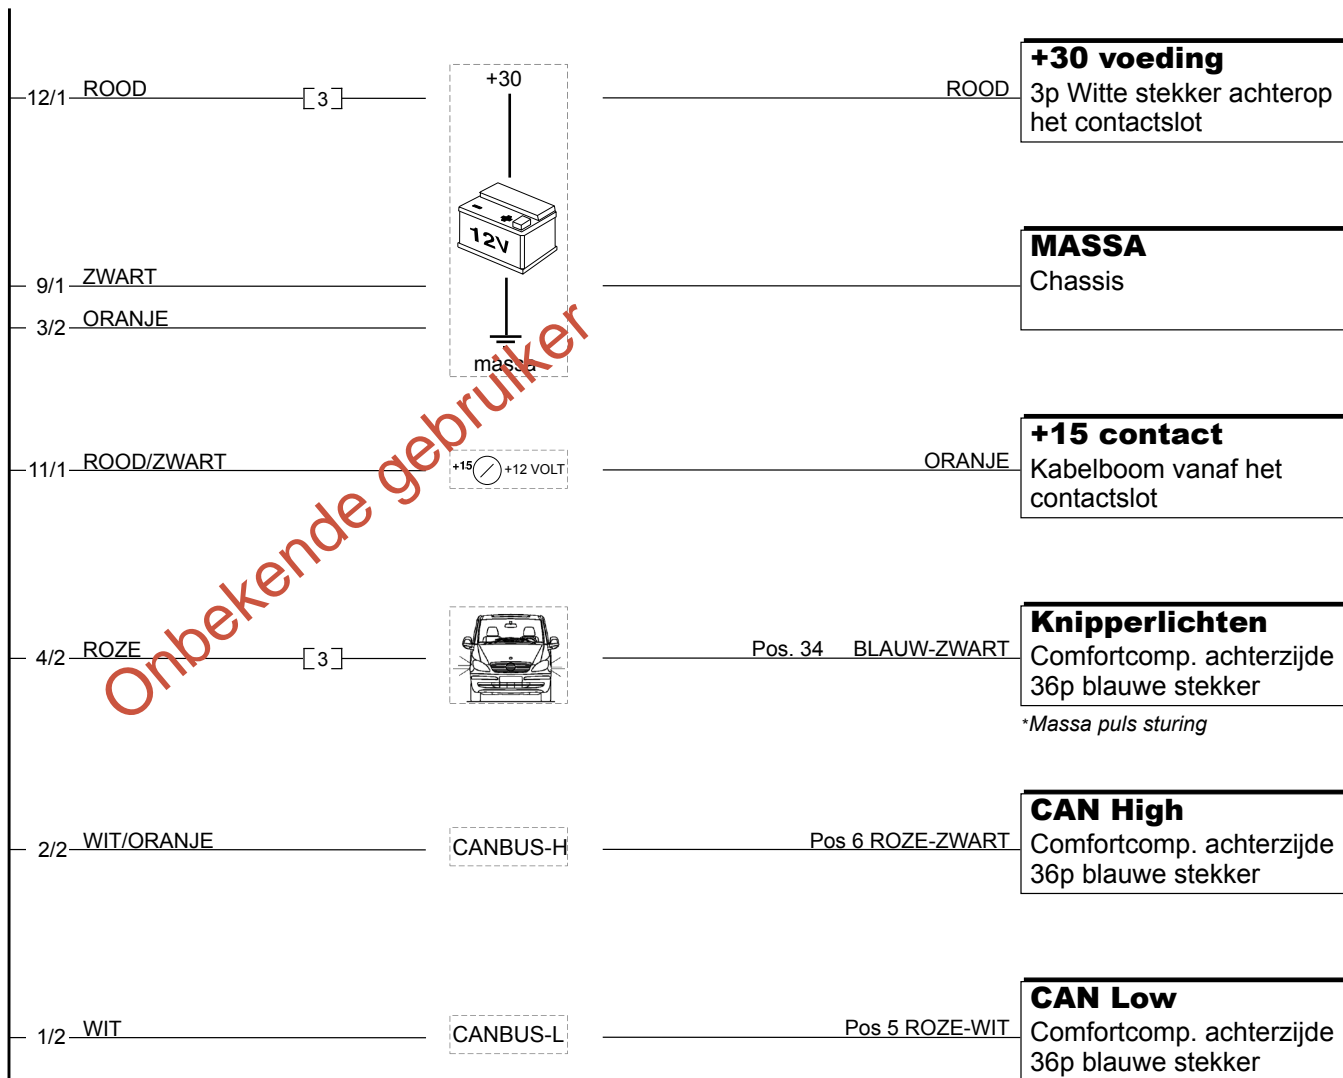 12/1 ROOD [3] +30 ROOD
+30 voeding
3p Witte stekker achterop
het contactslot
12V
9/1 ZWART
MASSA
Chassis
3/2 ORANJE
massa
11/1 ROOD/ZWART +15 +12 VOLT ORANJE
+15 contact
Kabelboom vanaf het
contactslot
Onbekende gebruiker
4/2 ROZE [3] Pos. 34 BLAUW-ZWART
Knipperlichten
Comfortcomp. achterzijde
36p blauwe stekker
*Massa puls sturing
2/2 WIT/ORANJE CANBUS-H Pos 6 ROZE-ZWART
CAN High
Comfortcomp. achterzijde
36p blauwe stekker
1/2 WIT CANBUS-L Pos 5 ROZE-WIT
CAN Low
Comfortcomp. achterzijde
36p blauwe stekker